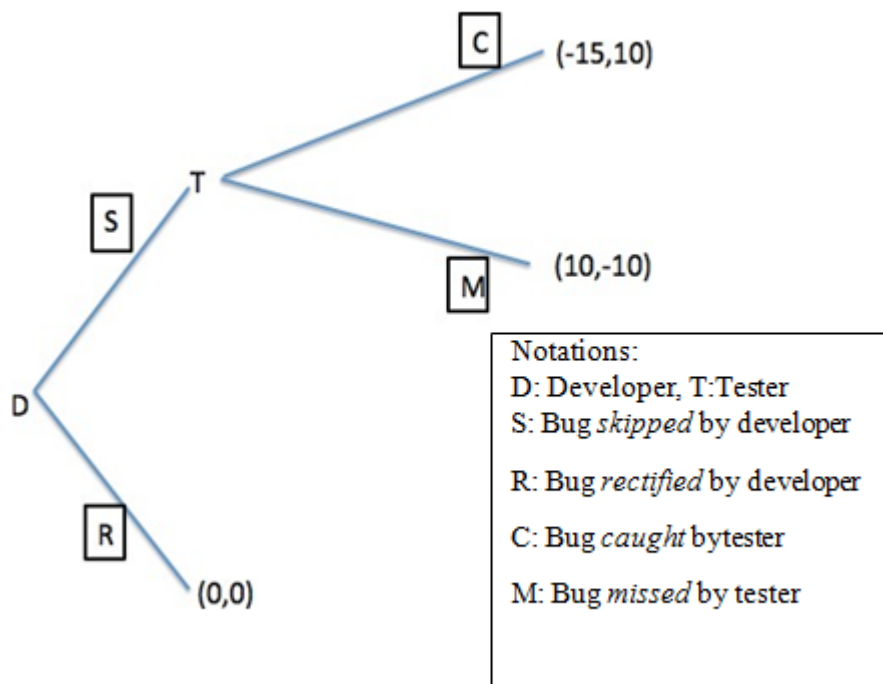 C
(-15,10)
T
S
(10,-10)
M
D
R
(0,0)
Notations:
D: Developer, T:Tester
S: Bug skipped by developer
R: Bug rectified by developer
C: Bug caught bytester
M: Bug missed by tester